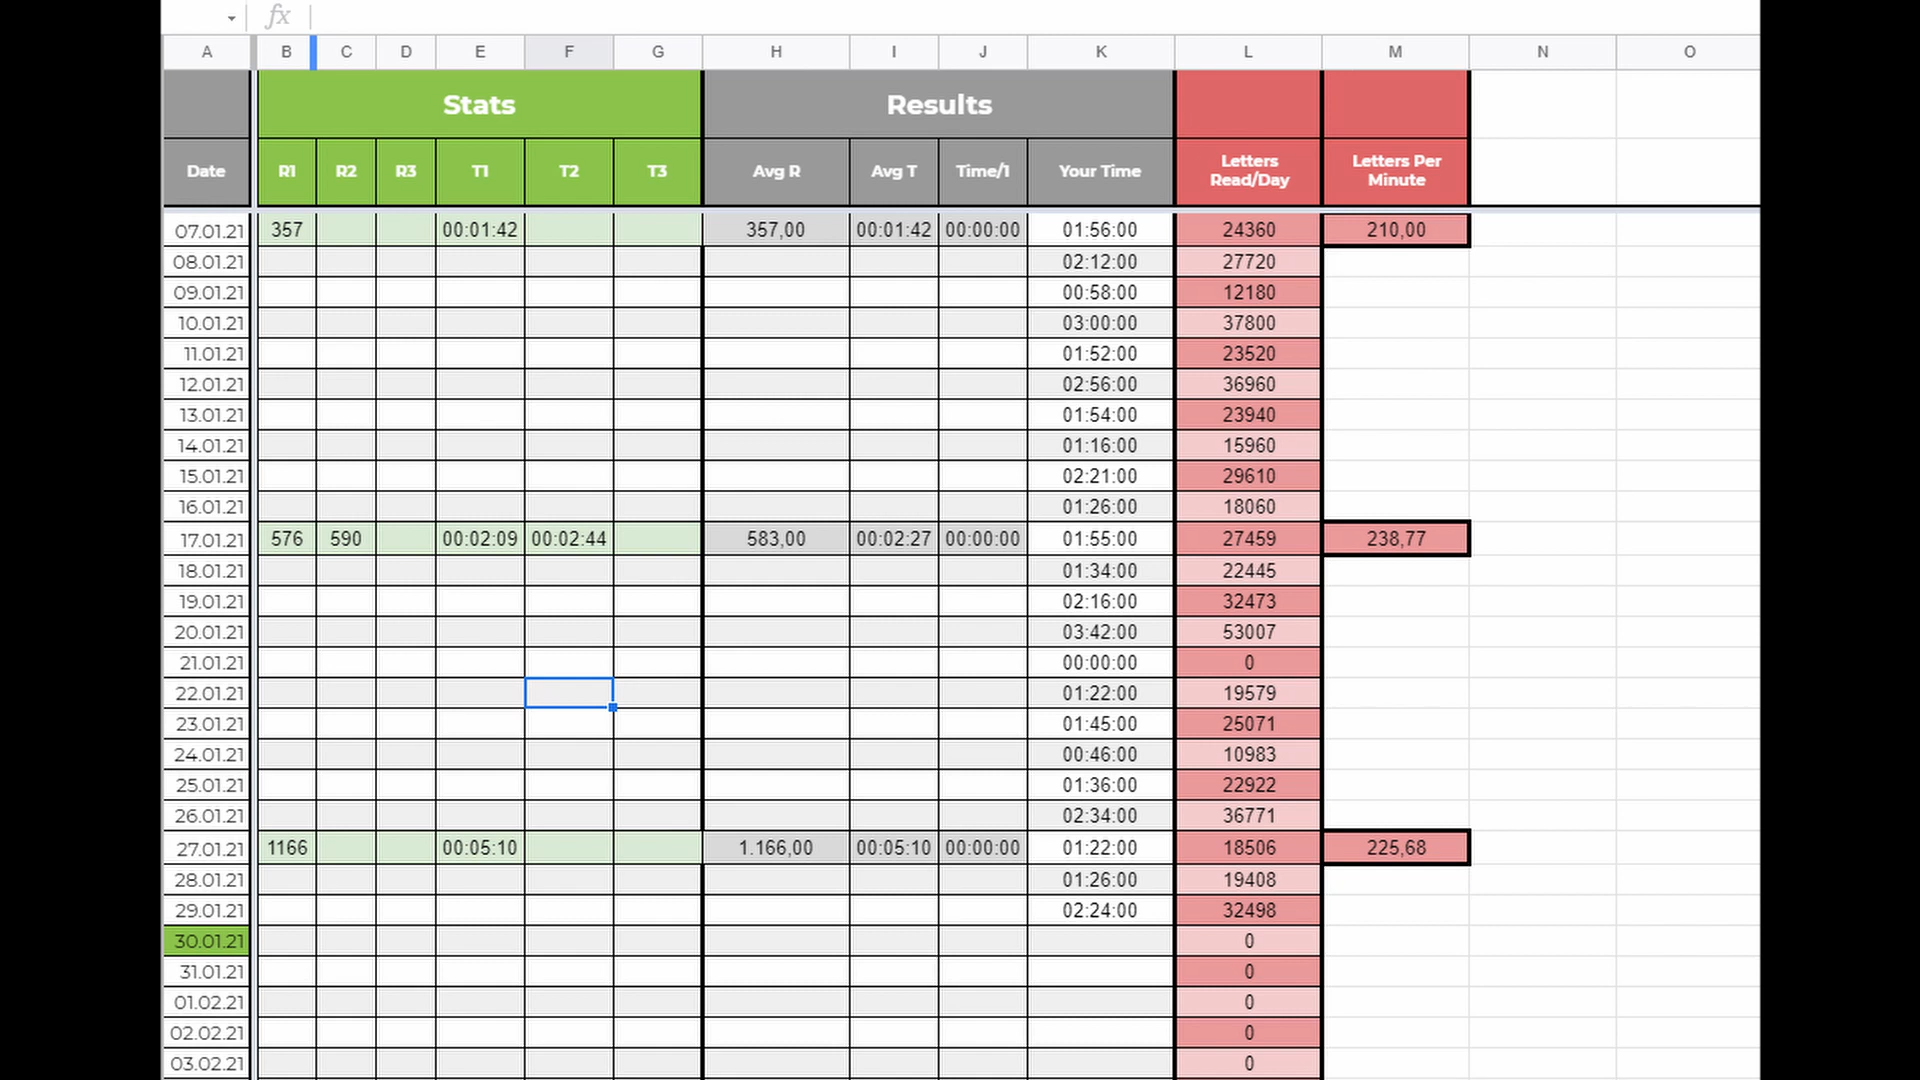 fx
A B C D E F G H I J K L M N O
Stats Results
Date R1 R2 R3 T1 T2 T3 Avg R Avg T Time/1 Your Time Letters Read/Day Letters Per Minute
07.01.21 357 00:01:42 357,00 00:01:42 00:00:00 01:56:00 24360 210,00
08.01.21 02:12:00 27720
09.01.21 00:58:00 12180
10.01.21 03:00:00 37800
11.01.21 01:52:00 23520
12.01.21 02:56:00 36960
13.01.21 01:54:00 23940
14.01.21 01:16:00 15960
15.01.21 02:21:00 29610
16.01.21 01:26:00 18060
17.01.21 576 590 00:02:09 00:02:44 583,00 00:02:27 00:00:00 01:55:00 27459 238,77
18.01.21 01:34:00 22445
19.01.21 02:16:00 32473
20.01.21 03:42:00 53007
21.01.21 00:00:00 0
22.01.21 01:22:00 19579
23.01.21 01:45:00 25071
24.01.21 00:46:00 10983
25.01.21 01:36:00 22922
26.01.21 02:34:00 36771
27.01.21 1166 00:05:10 1.166,00 00:05:10 00:00:00 01:22:00 18506 225,68
28.01.21 01:26:00 19408
29.01.21 02:24:00 32498
30.01.21 0
31.01.21 0
01.02.21 0
02.02.21 0
03.02.21 0